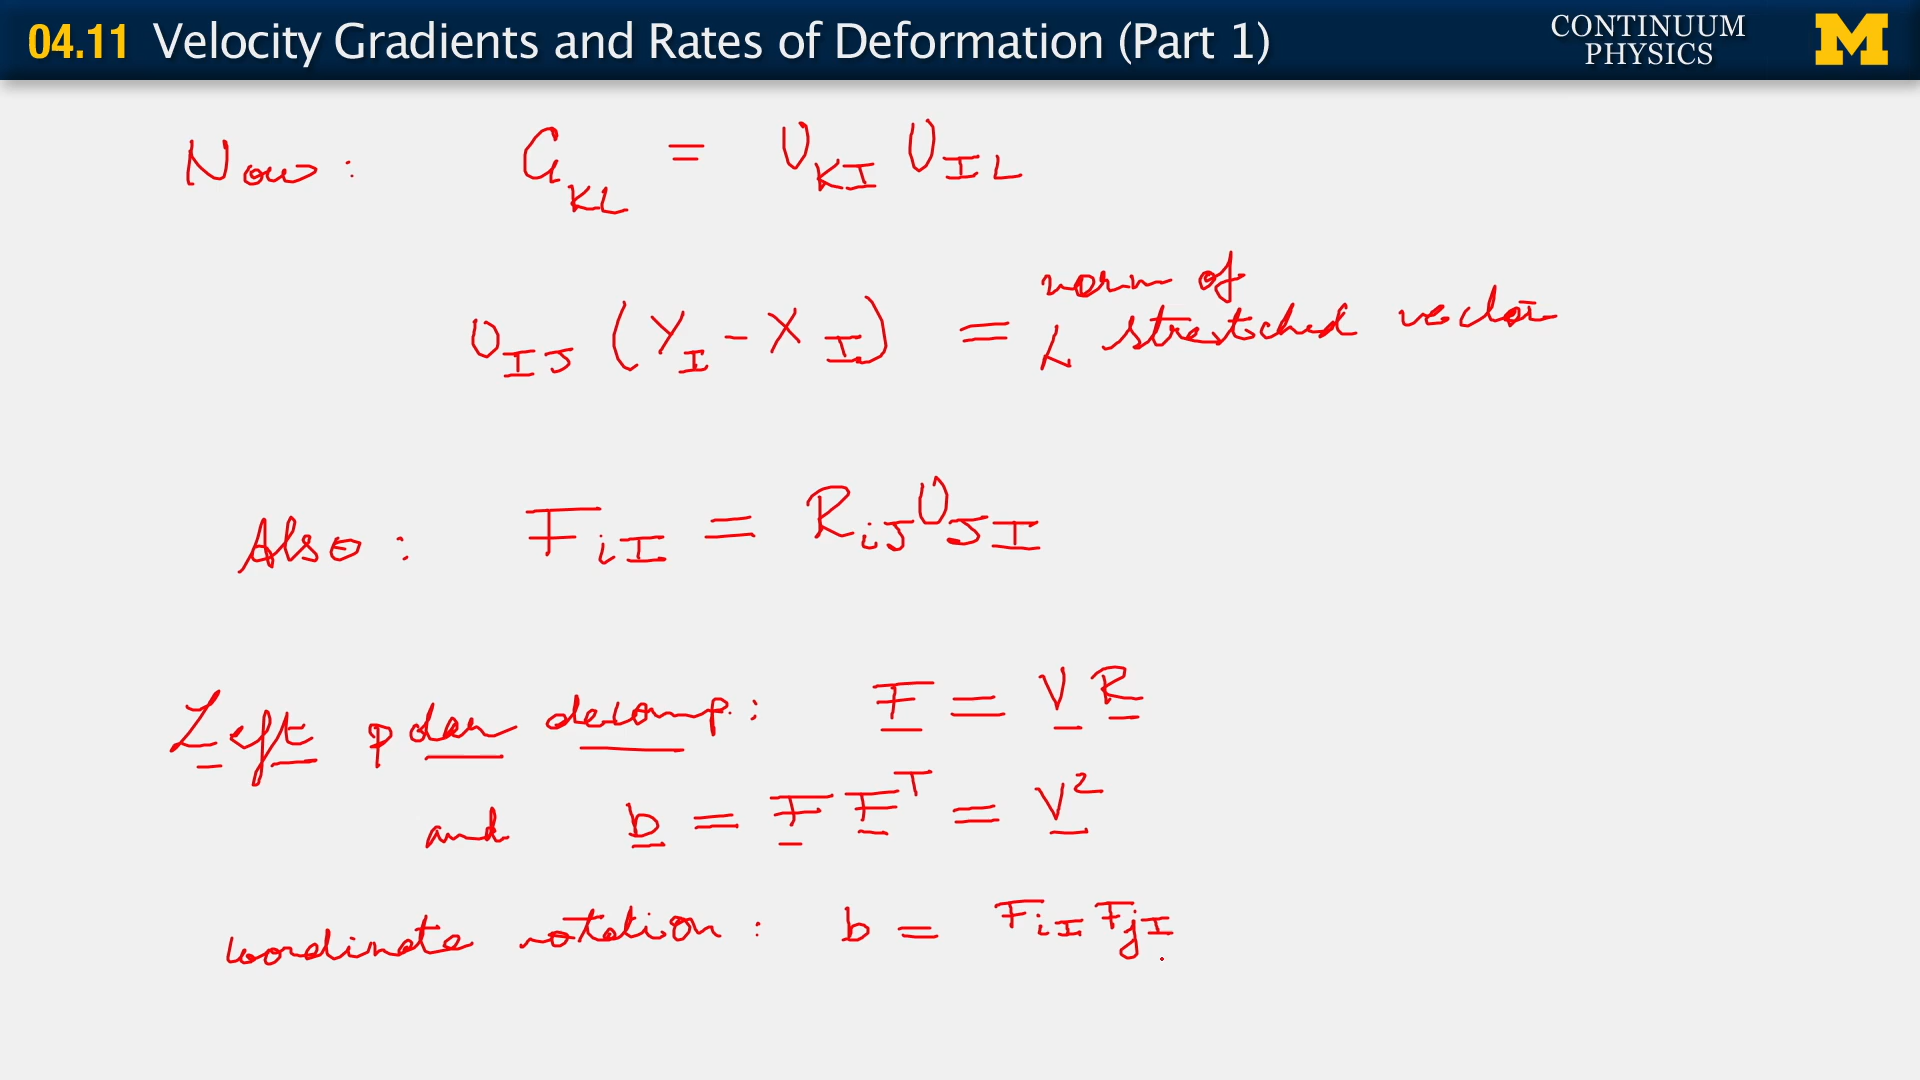 04.11 Velocity Gradients and Rates of Deformation (Part 1)
CONTINUUM PHYSICS
M
Now : C_KL = U_KI U_IL
norm of
U_IJ (Y_I - X_I) = L stretched vector
Also : F_iI = R_iJ U_JI
Left polar decomp. : F = V R
and b = F F^T = V^2
coordinate notation : b = F_iI F_jI